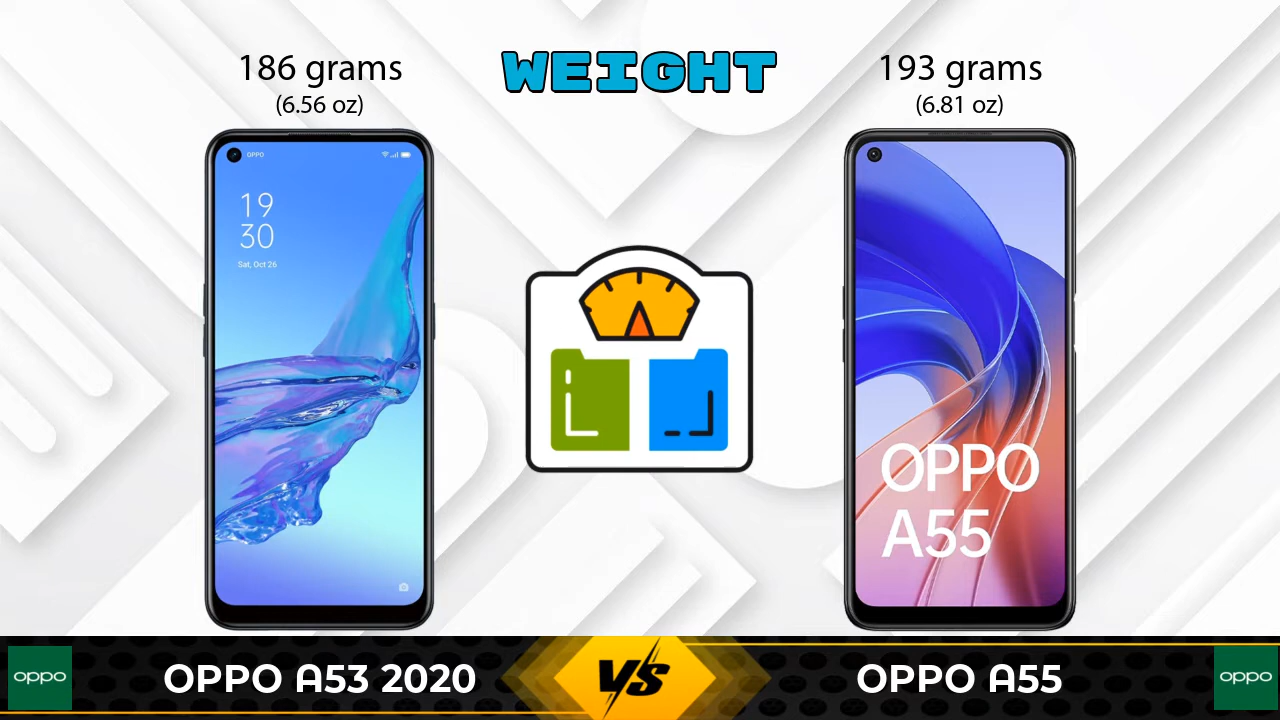 186 grams
(6.56 oz)
WEIGHT
193 grams
(6.81 oz)
OPPO
19
30
Sat, Oct 26
OPPO
A55
oppo
OPPO A53 2020
VS
OPPO A55
oppo